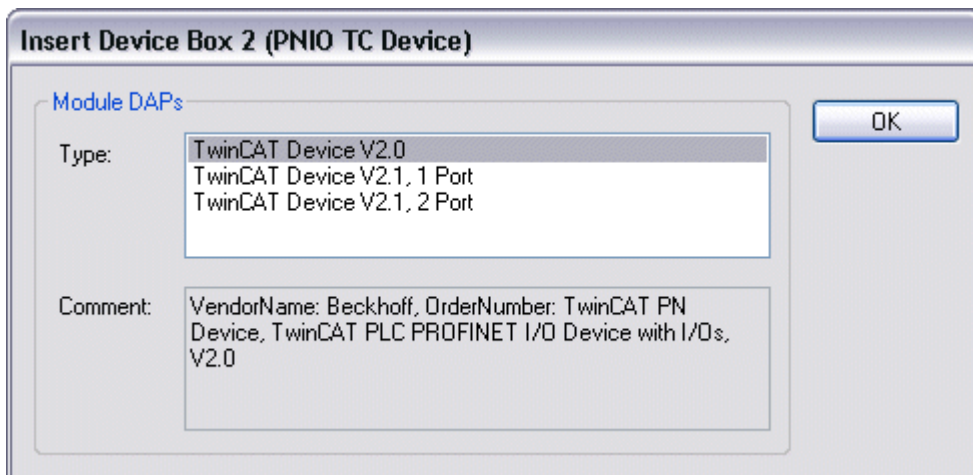 Insert Device Box 2 (PNIO TC Device)
Module DAPs
OK
Type:
TwinCAT Device V2.0
TwinCAT Device V2.1, 1 Port
TwinCAT Device V2.1, 2 Port
Comment:
VendorName: Beckhoff, OrderNumber: TwinCAT PN
Device, TwinCAT PLC PROFINET I/O Device with I/Os,
V2.0